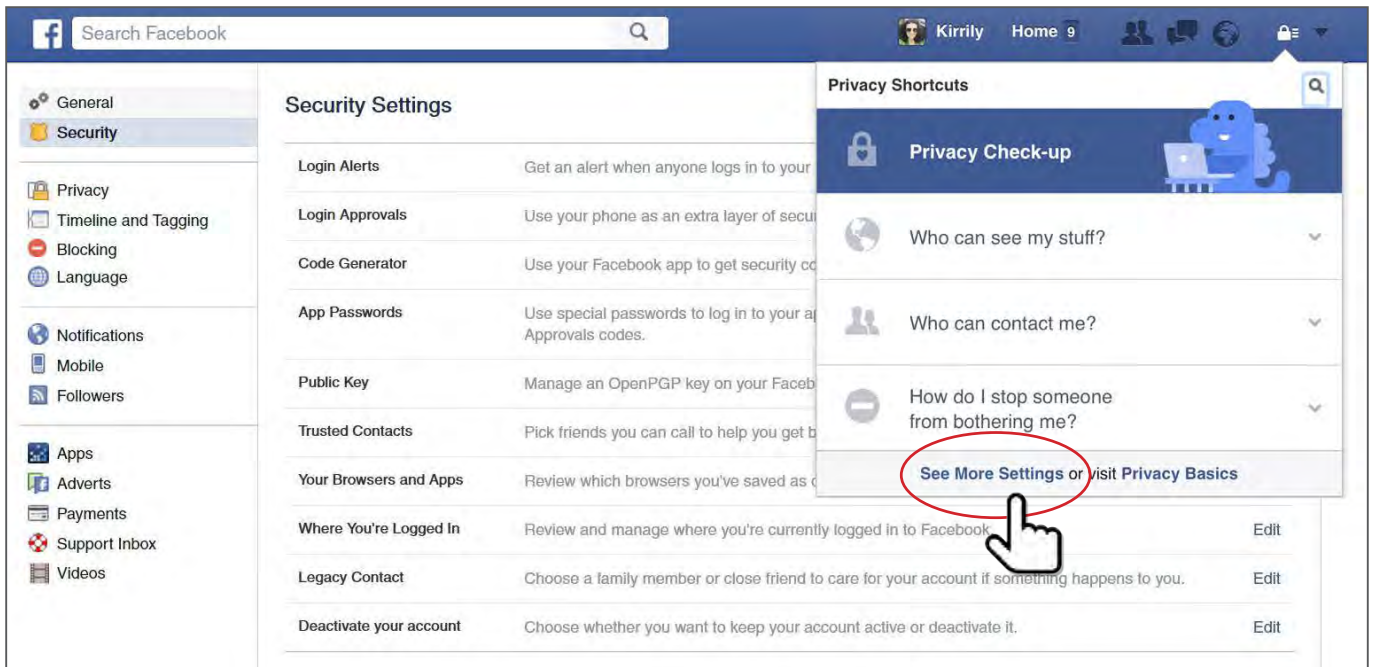 f Search Facebook Kirrily Home 9
General
Security
Privacy
Timeline and Tagging
Blocking
Language
Notifications
Mobile
Followers
Apps
Adverts
Payments
Support Inbox
Videos
Security Settings
Login Alerts Get an alert when anyone logs in to your
Login Approvals Use your phone as an extra layer of
Code Generator Use your Facebook app to get security
App Passwords Use special passwords to log in to your
Approvals codes.
Public Key Manage an OpenPGP key on your
Trusted Contacts Pick friends you can call to help you get
Your Browsers and Apps Review which browsers you've saved as
Where You're Logged In Review and manage where you're currently logged in to Facebook. Edit
Legacy Contact Choose a family member or close friend to care for your account if something happens to you. Edit
Deactivate your account Choose whether you want to keep your account active or deactivate it. Edit
Privacy Shortcuts
Privacy Check-up
Who can see my stuff?
Who can contact me?
How do I stop someone
from bothering me?
See More Settings or visit Privacy Basics